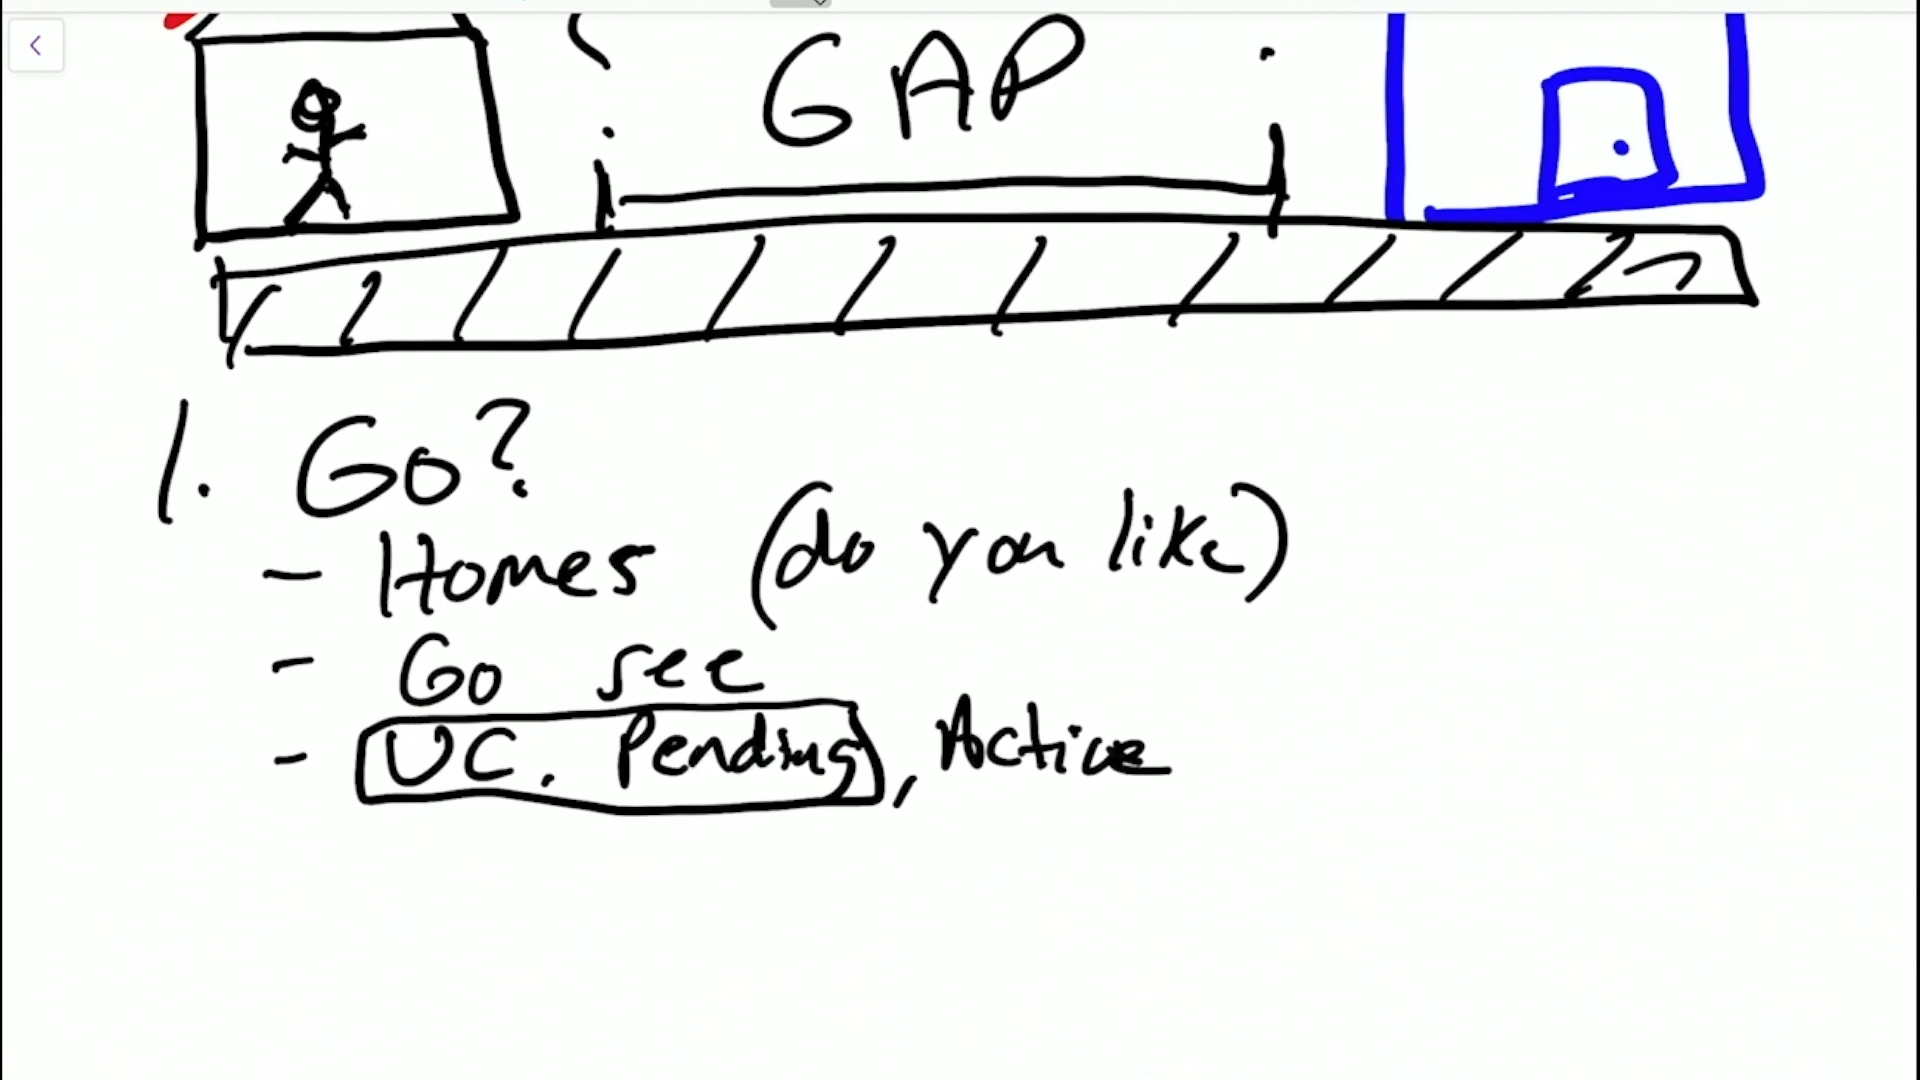 GAP
1. Go?
- Homes (do you like)
- Go see
- UC. Pending, Active